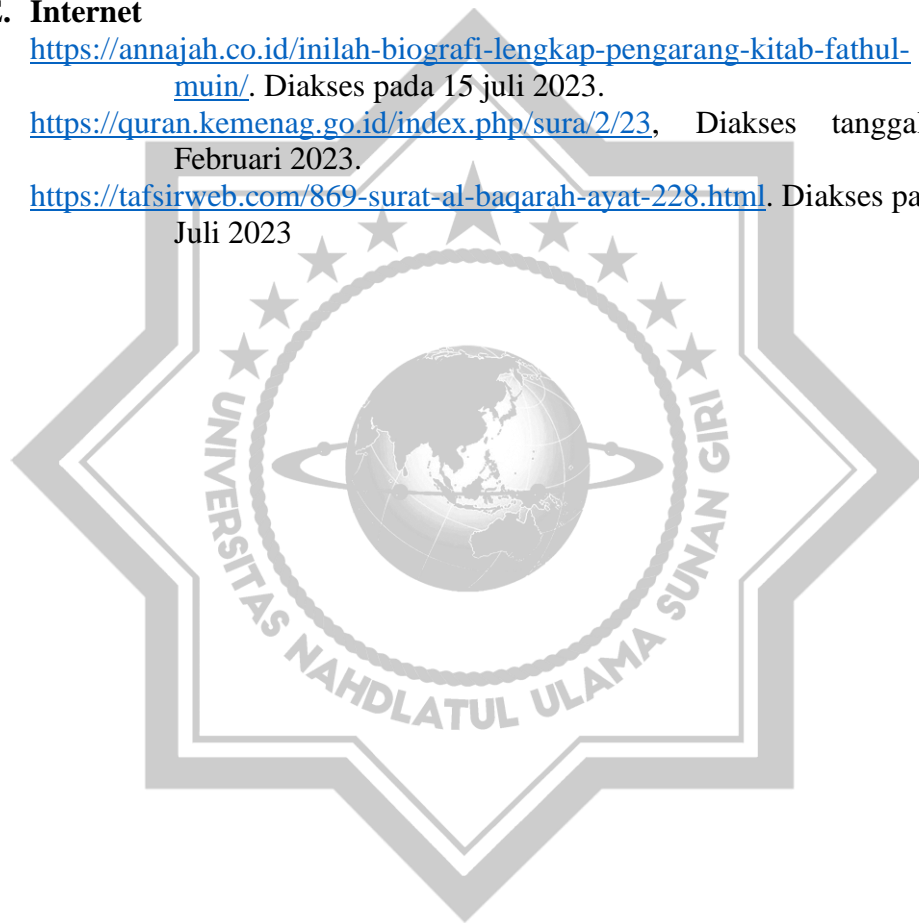 Internet
https://annajah.co.id/inilah-biografi-lengkap-pengarang-kitab-fathul-
muin/. Diakses pada 15 juli 2023.
https://quran.kemenag.go.id/index.php/sura/2/23, Diakses
Februari 2023.
https://tafsirweb.com/869-surat-al-baqarah-ayat-228.html. Diakses
Juli 2023
UNIVERSITAS NAHDLATUL ULAMA SUNAN GIRI